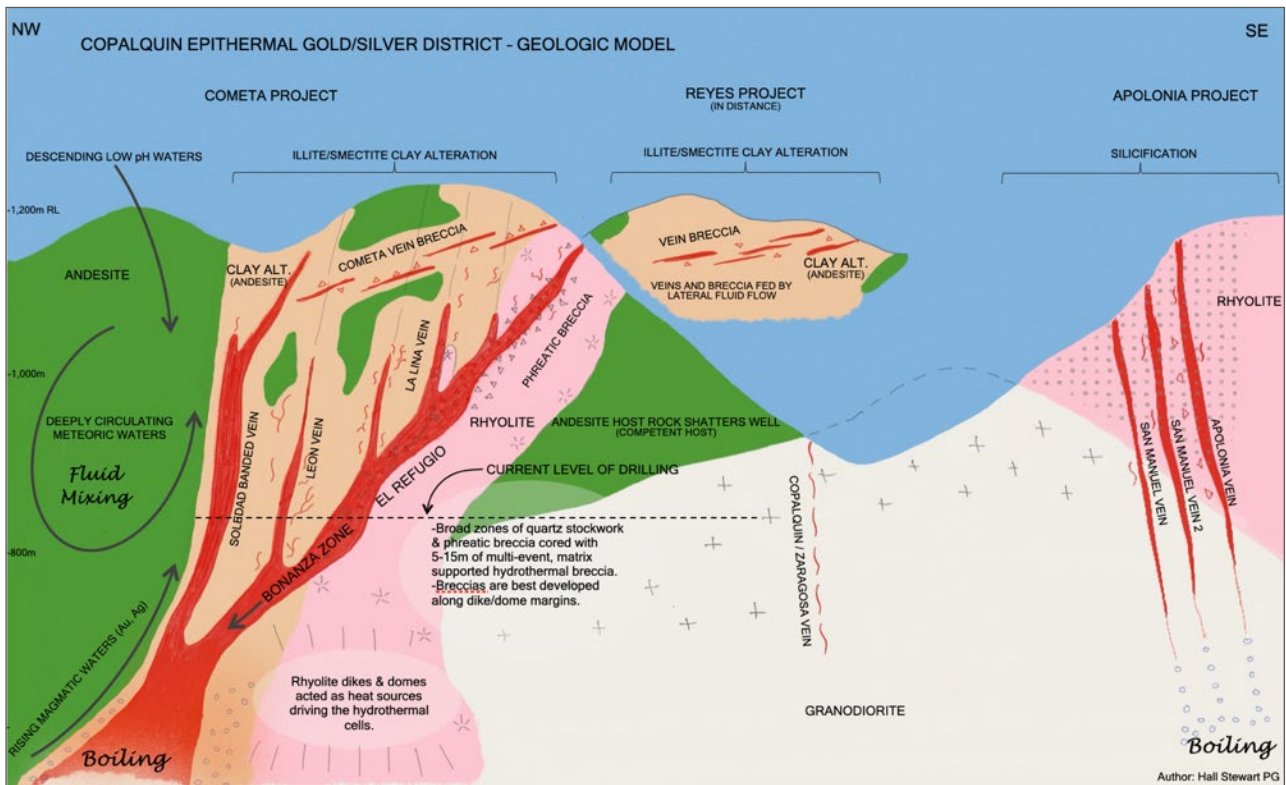 NW
SE
COPALQUIN EPITHERMAL GOLD/SILVER DISTRICT - GEOLOGIC MODEL
COMETA PROJECT
REYES PROJECT
(IN DISTANCE)
APOLONIA PROJECT
DESCENDING LOW pH WATERS
ILLITE/SMECTITE CLAY ALTERATION
ILLITE/SMECTITE CLAY ALTERATION
SILICIFICATION
-1,200m RL
ANDESITE
CLAY ALT.
(ANDESITE)
COMETA VEIN BRECCIA
VEIN BRECCIA
CLAY ALT.
(ANDESITE)
VEINS AND BRECCIA FED BY
LATERAL FLUID FLOW
RHYOLITE
PHREATIC BRECCIA
LA LINA VEIN
-1,000m
DEEPLY CIRCULATING
METEORIC WATERS
Fluid
Mixing
SOLEDAD BANDED VEIN
LEON VEIN
RHYOLITE
EL REFUGIO
ANDESITE HOST ROCK SHATTERS WELL
(COMPETENT HOST)
CURRENT LEVEL OF DRILLING
SAN MANUEL VEIN
SAN MANUEL VEIN 2
APOLONIA VEIN
COPALQUIN / ZARAGOSA VEIN
-800m
BONANZA ZONE
-Broad zones of quartz stockwork
& phreatic breccia cored with
5-15m of multi-event, matrix
supported hydrothermal breccia.
-Breccias are best developed
along dike/dome margins.
RISING MAGMATIC WATERS (Au, Ag)
Rhyolite dikes & domes
acted as heat sources
driving the hydrothermal
cells.
GRANODIORITE
Boiling
Boiling
Author: Hall Stewart PG